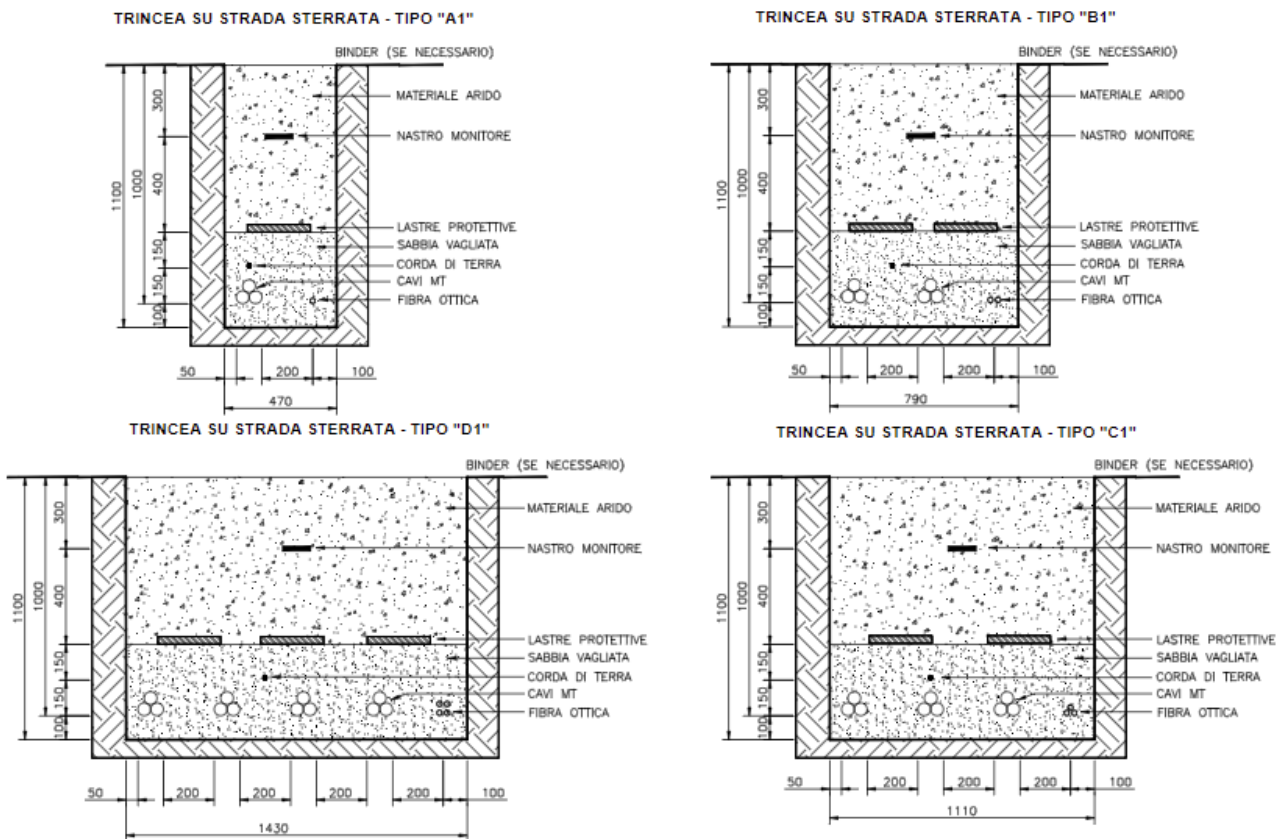 TRINCEA SU STRADA STERRATA - TIPO "A1"
BINDER (SE NECESSARIO)
MATERIALE ARIDO
NASTRO MONITORE
LASTRE PROTETTIVE
SABBIA VAGLIATA
CORDA DI TERRA
CAVI MT
FIBRA OTTICA
1100
1000
300
400
150
150
100
50
200
100
470
TRINCEA SU STRADA STERRATA - TIPO "B1"
BINDER (SE NECESSARIO)
MATERIALE ARIDO
NASTRO MONITORE
LASTRE PROTETTIVE
SABBIA VAGLIATA
CORDA DI TERRA
CAVI MT
FIBRA OTTICA
1100
1000
300
400
150
150
100
50
200
200
100
790
TRINCEA SU STRADA STERRATA - TIPO "D1"
BINDER (SE NECESSARIO)
MATERIALE ARIDO
NASTRO MONITORE
LASTRE PROTETTIVE
SABBIA VAGLIATA
CORDA DI TERRA
CAVI MT
FIBRA OTTICA
1100
1000
300
400
150
150
100
50
200
200
200
200
100
1430
TRINCEA SU STRADA STERRATA - TIPO "C1"
BINDER (SE NECESSARIO)
MATERIALE ARIDO
NASTRO MONITORE
LASTRE PROTETTIVE
SABBIA VAGLIATA
CORDA DI TERRA
CAVI MT
FIBRA OTTICA
1100
1000
300
400
150
150
100
50
200
200
200
100
1110